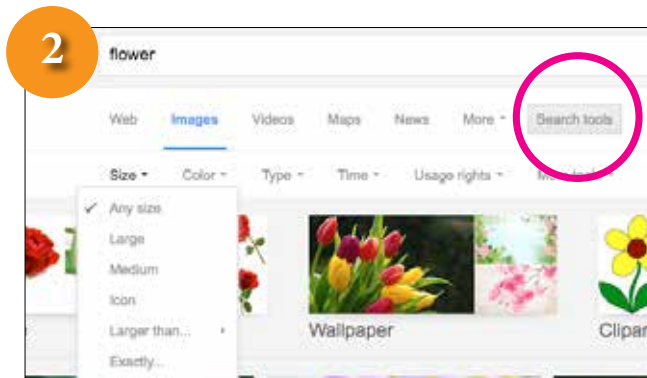 2
flower
Web Images Videos Maps News More Search tools
Size Color Type Time Usage rights
Any size
Large
Medium
Icon
Larger than...
Exactly...
Wallpaper
Clipar